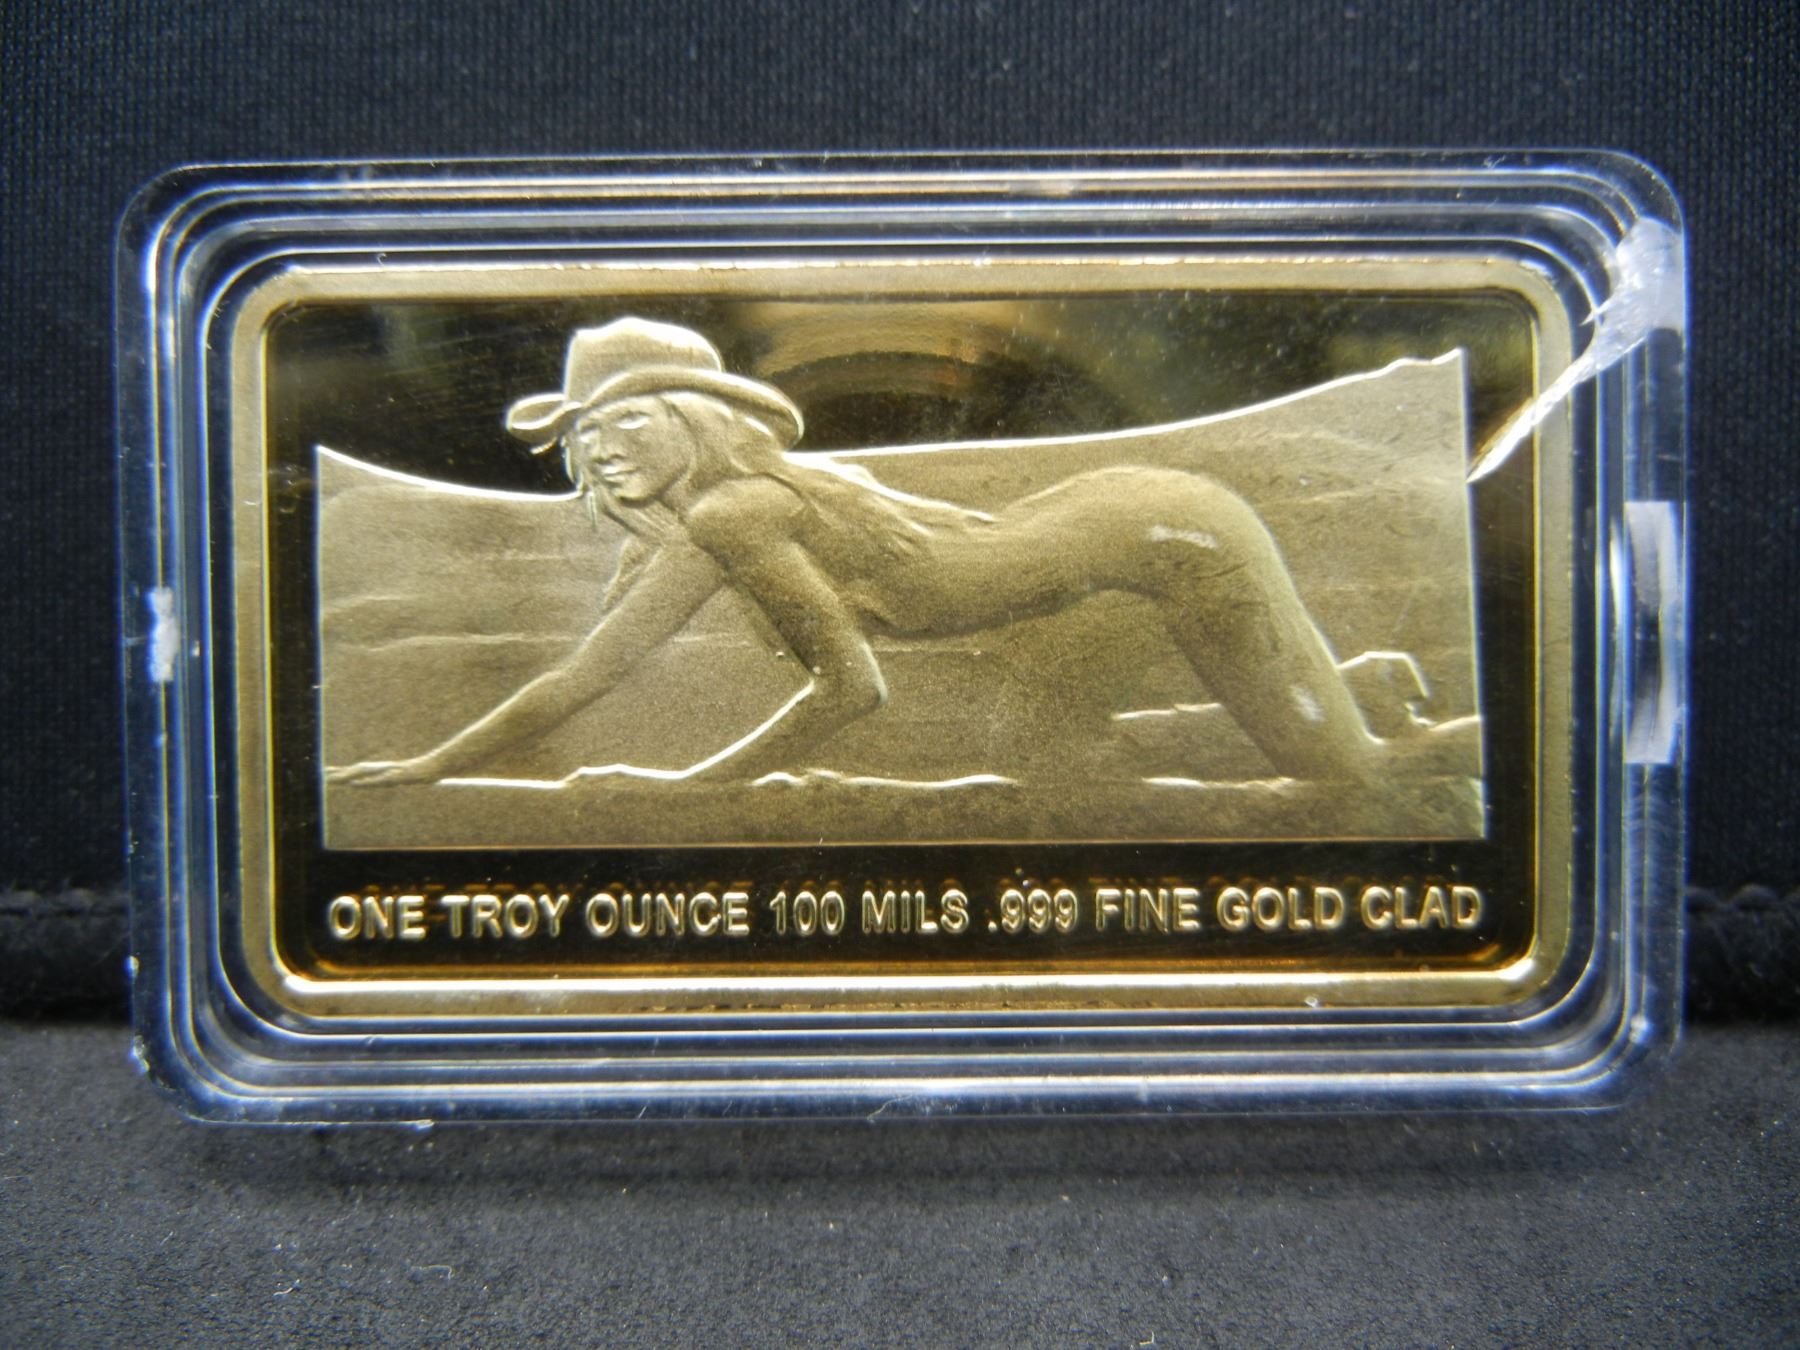 ONE TROY OUNCE 100 MILS .999 FINE GOLD CLAD